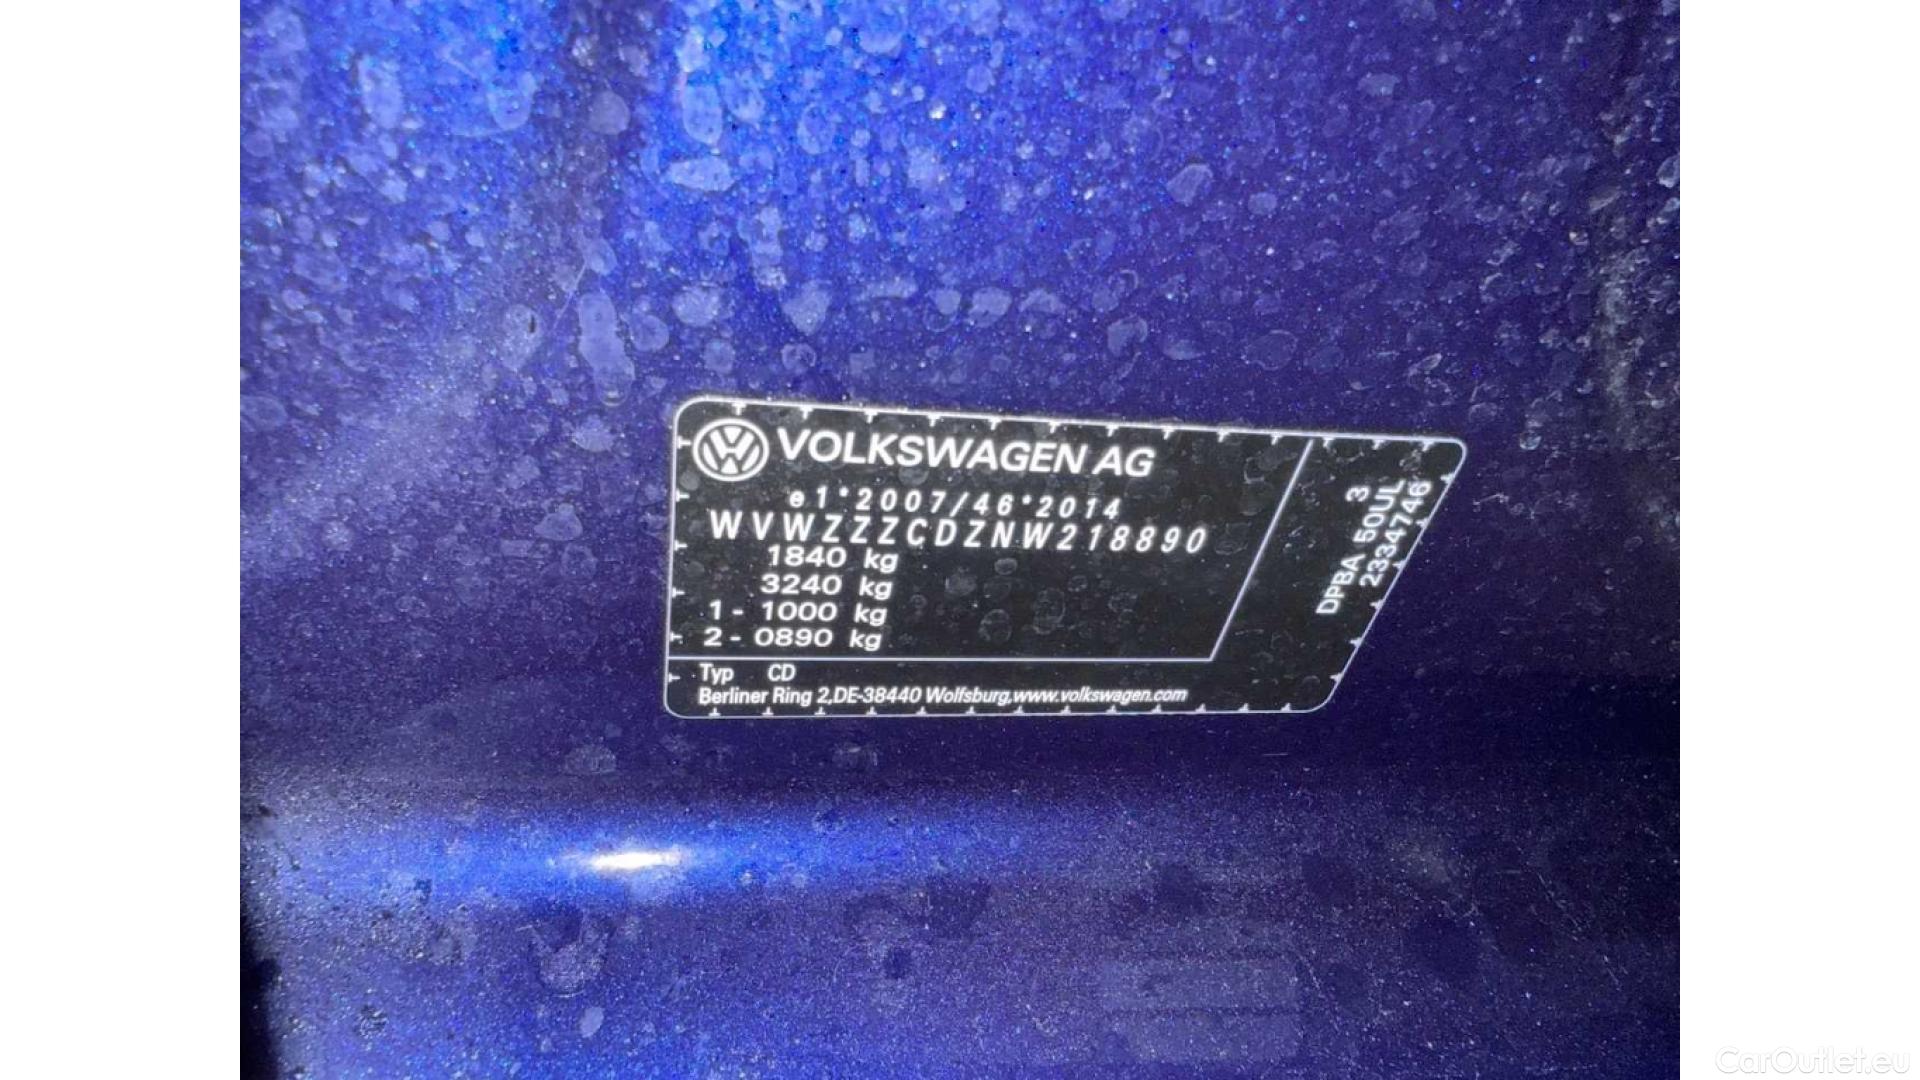 VOLKSWAGEN AG
e1*2007/46*2014
WVWZZZCDZNW218890
1840 kg
3240 kg
1 - 1000 kg
2 - 0890 kg
Typ CD
Berliner Ring 2,DE-38440 Wolfsburg,www.volkswagen.com
3
DPBA 50UL
2334746
CarOutlet.eu